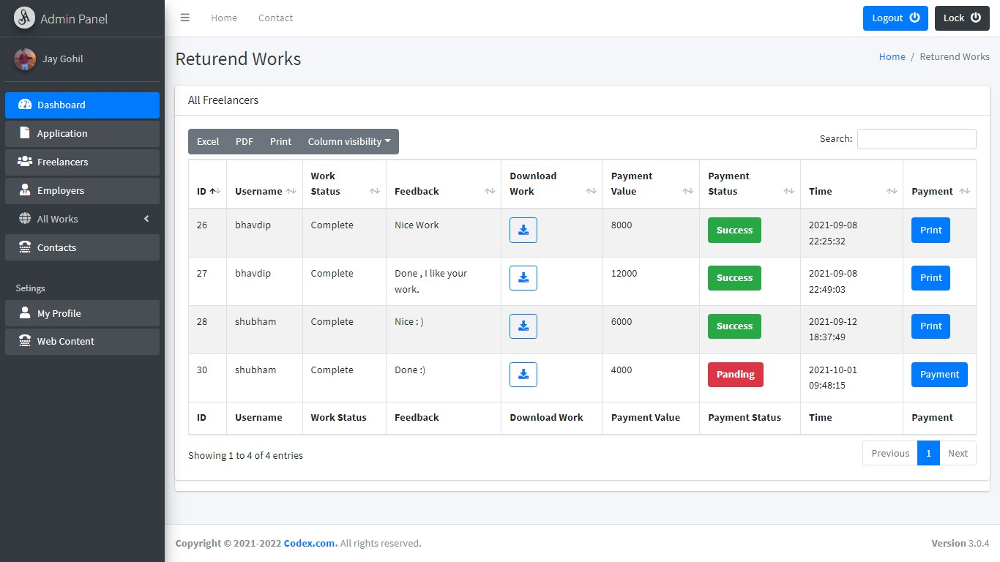 Admin Panel
Home Contact
Logout Lock
Jay Gohil
Dashboard
Application
Freelancers
Employers
All Works
Contacts
Setings
My Profile
Web Content
Returend Works
Home / Returend Works
All Freelancers
Excel PDF Print Column visibility
Search:
ID Username Work Status Feedback Download Work Payment Value Payment Status Time Payment
26 bhavdip Complete Nice Work 8000 Success 2021-09-08 22:25:32 Print
27 bhavdip Complete Done , I like your work. 12000 Success 2021-09-08 22:49:03 Print
28 shubham Complete Nice : ) 6000 Success 2021-09-12 18:37:49 Print
30 shubham Complete Done :) 4000 Panding 2021-10-01 09:48:15 Payment
ID Username Work Status Feedback Download Work Payment Value Payment Status Time Payment
Showing 1 to 4 of 4 entries
Previous 1 Next
Copyright © 2021-2022 Codex.com. All rights reserved.
Version 3.0.4